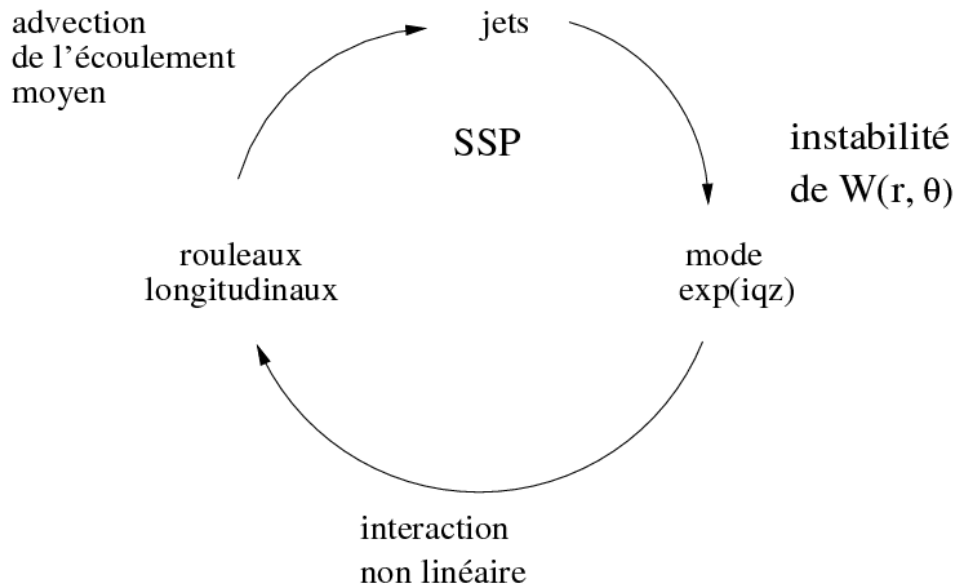 advection
de l'écoulement
moyen
jets
SSP
instabilité
de W(r, θ)
rouleaux
longitudinaux
mode
exp(iqz)
interaction
non linéaire